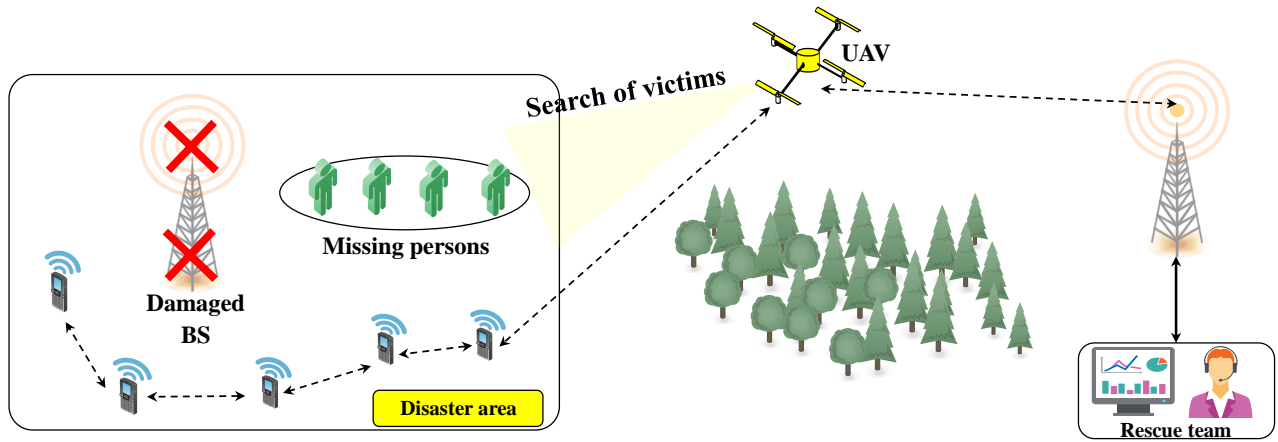 UAV
Search of victims
Missing persons
Damaged
BS
Disaster area
Rescue team